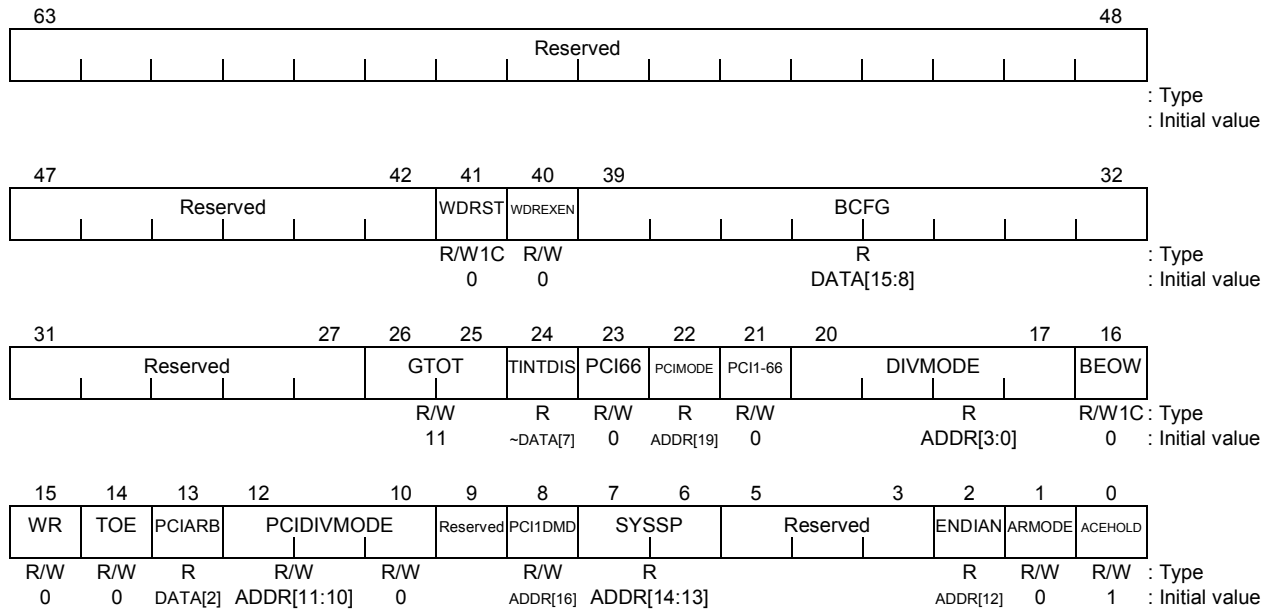 63 48
Reserved
: Type
: Initial value
47 42 41 40 39 32
Reserved WDRST WDREXEN BCFG
R/W1C R/W R : Type
0 0 DATA[15:8] : Initial value
31 27 26 25 24 23 22 21 20 17 16
Reserved GTOT TINTDIS PCI66 PCIMODE PCI1-66 DIVMODE BEOW
R/W R R/W R R/W R R/W1C : Type
11 ~DATA[7] 0 ADDR[19] 0 ADDR[3:0] 0 : Initial value
15 14 13 12 10 9 8 7 6 5 3 2 1 0
WR TOE PCIARB PCIDIVMODE Reserved PCI1DMD SYSSP Reserved ENDIAN ARMODE ACEHOLD
R/W R/W R R/W R/W R/W R R R/W R/W : Type
0 0 DATA[2] ADDR[11:10] 0 ADDR[16] ADDR[14:13] ADDR[12] 0 1 : Initial value